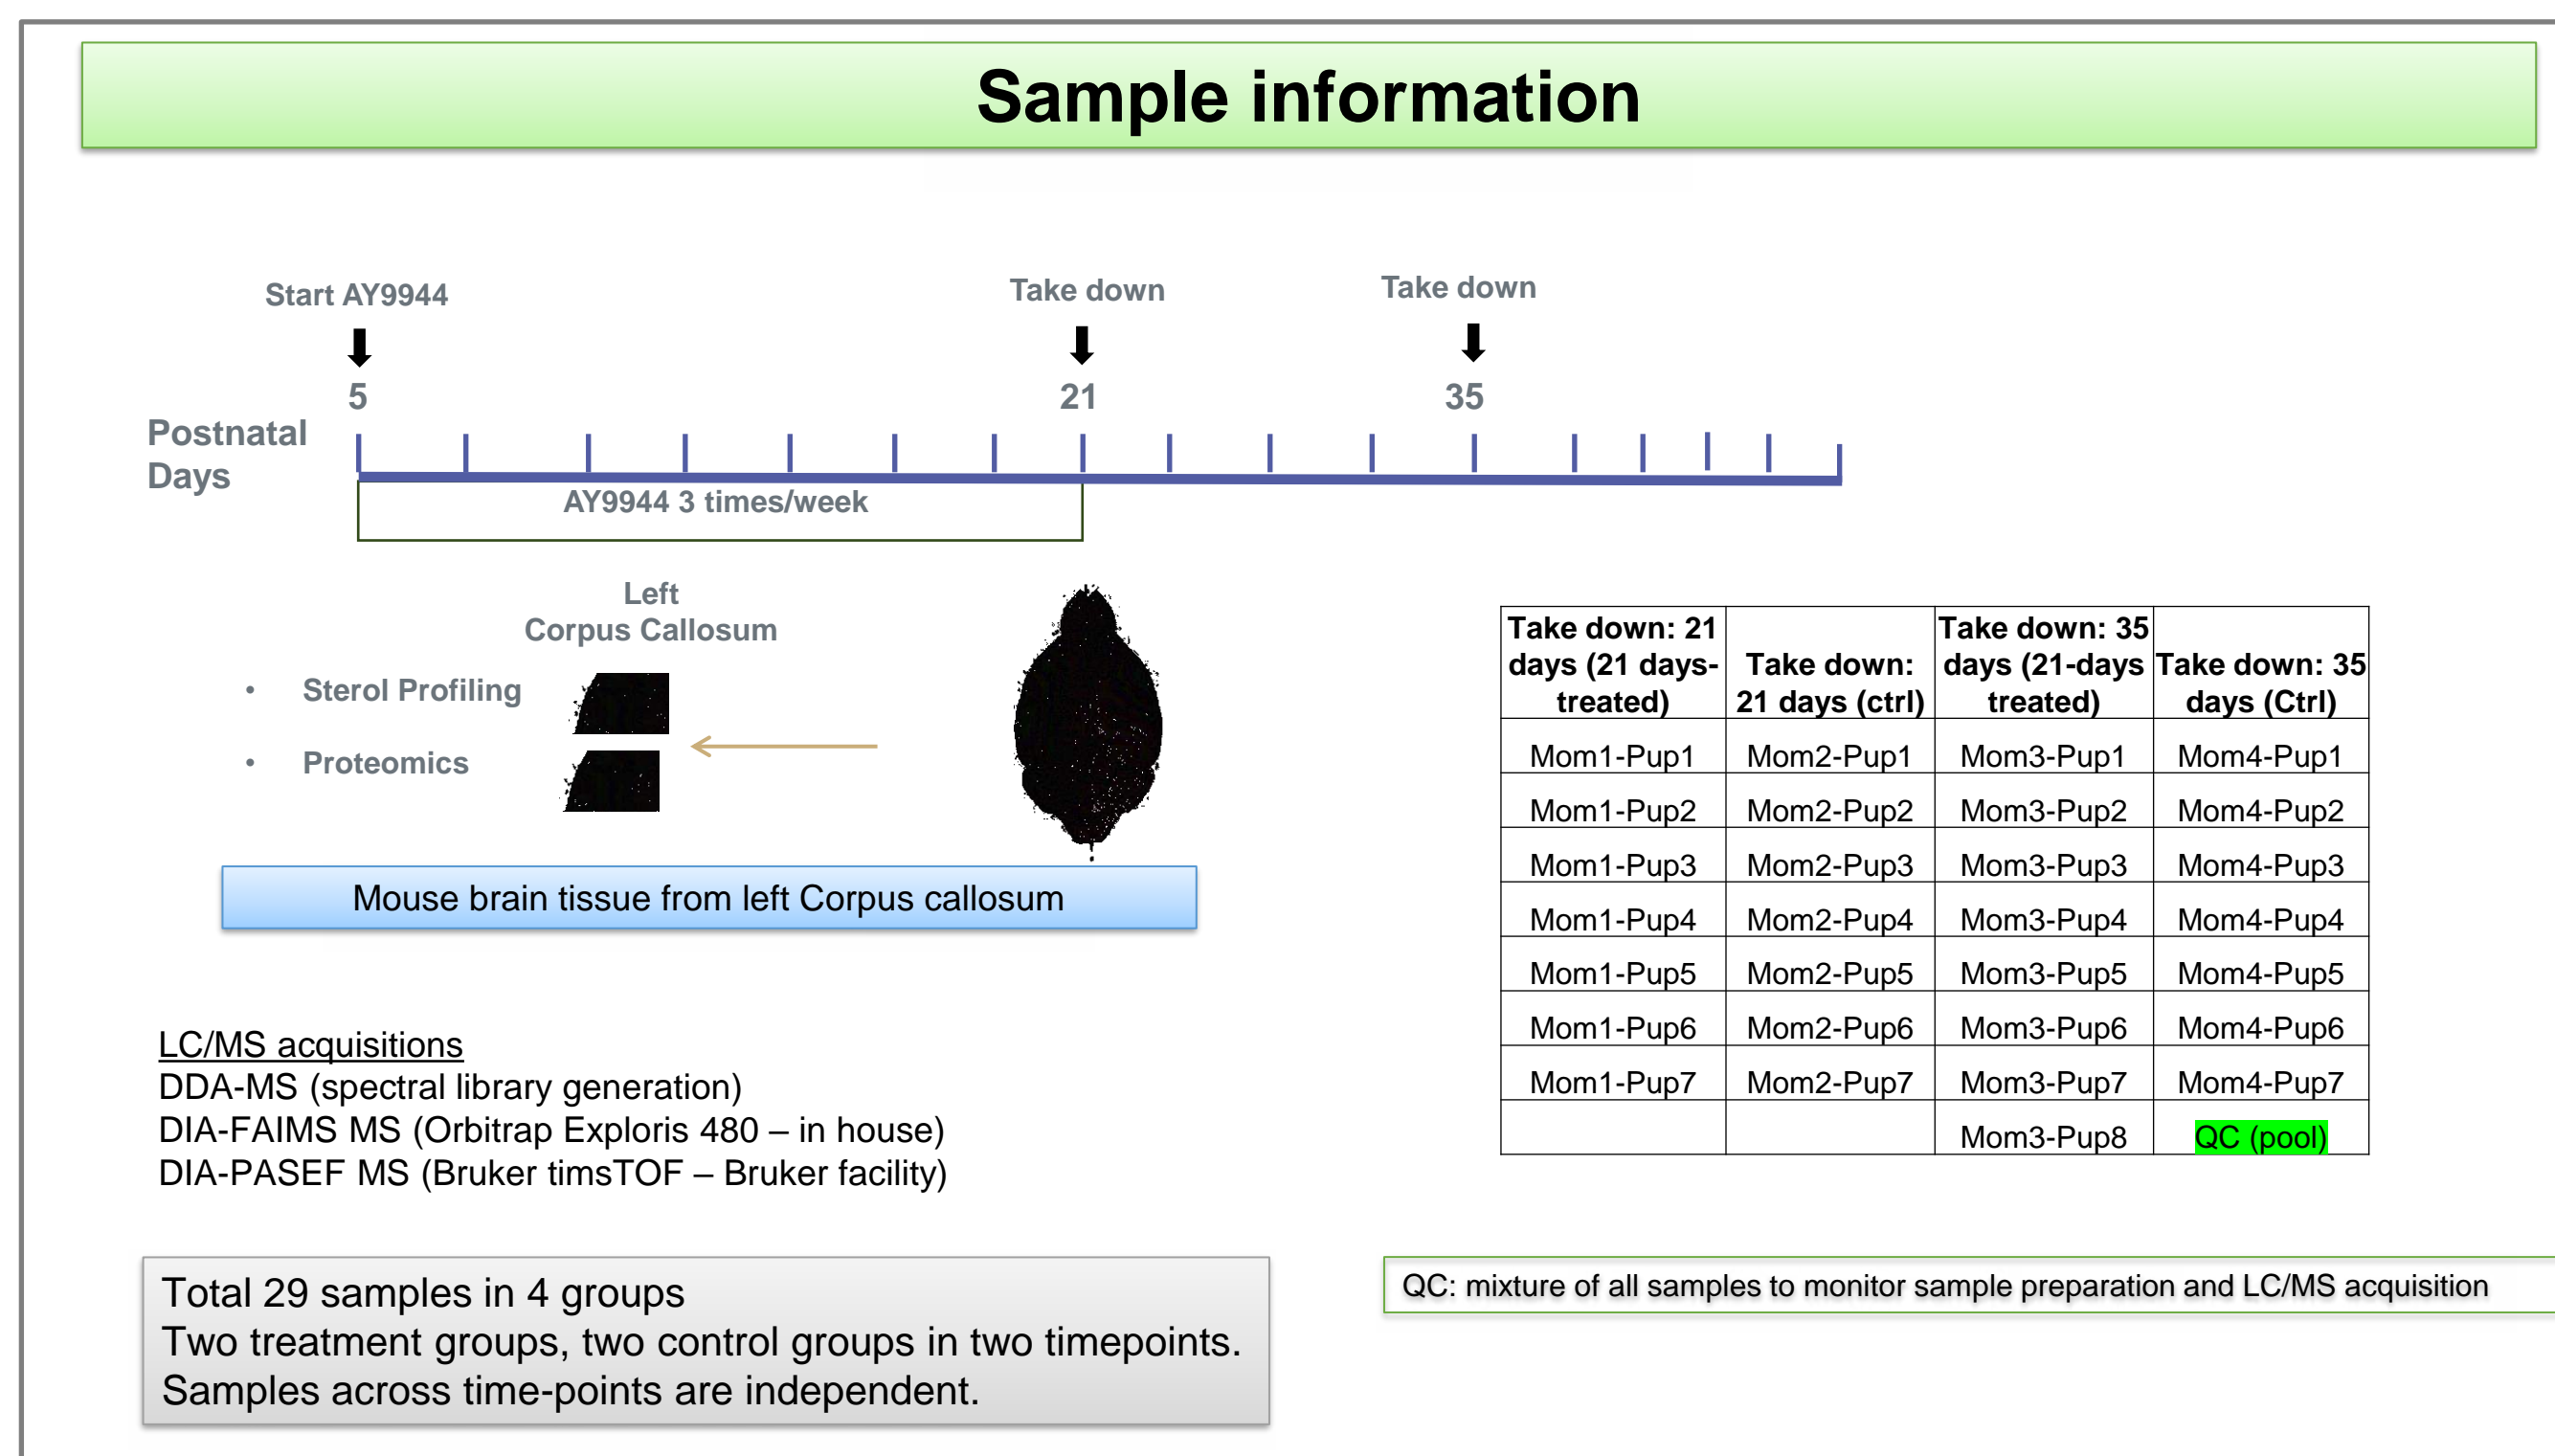 Sample information
Start AY9944
Take down
Take down
5
21
35
Postnatal
Days
AY9944 3 times/week
Left
Corpus Callosum
• Sterol Profiling
• Proteomics
Mouse brain tissue from left Corpus callosum
Take down: 21
days (21 days-
treated)
Take down:
21 days (ctrl)
Take down: 35
days (21-days
treated)
Take down: 35
days (Ctrl)
Mom1-Pup1 Mom2-Pup1 Mom3-Pup1 Mom4-Pup1
Mom1-Pup2 Mom2-Pup2 Mom3-Pup2 Mom4-Pup2
Mom1-Pup3 Mom2-Pup3 Mom3-Pup3 Mom4-Pup3
Mom1-Pup4 Mom2-Pup4 Mom3-Pup4 Mom4-Pup4
Mom1-Pup5 Mom2-Pup5 Mom3-Pup5 Mom4-Pup5
Mom1-Pup6 Mom2-Pup6 Mom3-Pup6 Mom4-Pup6
Mom1-Pup7 Mom2-Pup7 Mom3-Pup7 Mom4-Pup7
Mom3-Pup8 QC (pool)
LC/MS acquisitions
DDA-MS (spectral library generation)
DIA-FAIMS MS (Orbitrap Exploris 480 – in house)
DIA-PASEF MS (Bruker timsTOF – Bruker facility)
Total 29 samples in 4 groups
Two treatment groups, two control groups in two timepoints.
Samples across time-points are independent.
QC: mixture of all samples to monitor sample preparation and LC/MS acquisition